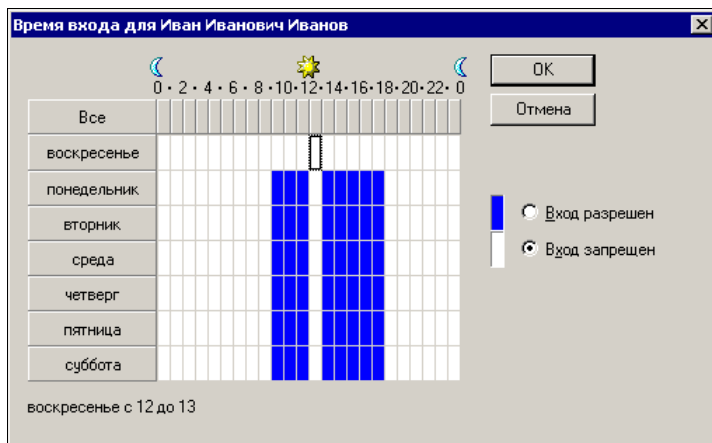 Время входа для Иван Иванович Иванов
0 • 2 • 4 • 6 • 8 •10•12•14•16•18•20•22• 0
OK
Отмена
Все
воскресенье
понедельник
вторник
среда
четверг
пятница
суббота
Вход разрешен
Вход запрещен
воскресенье с 12 до 13